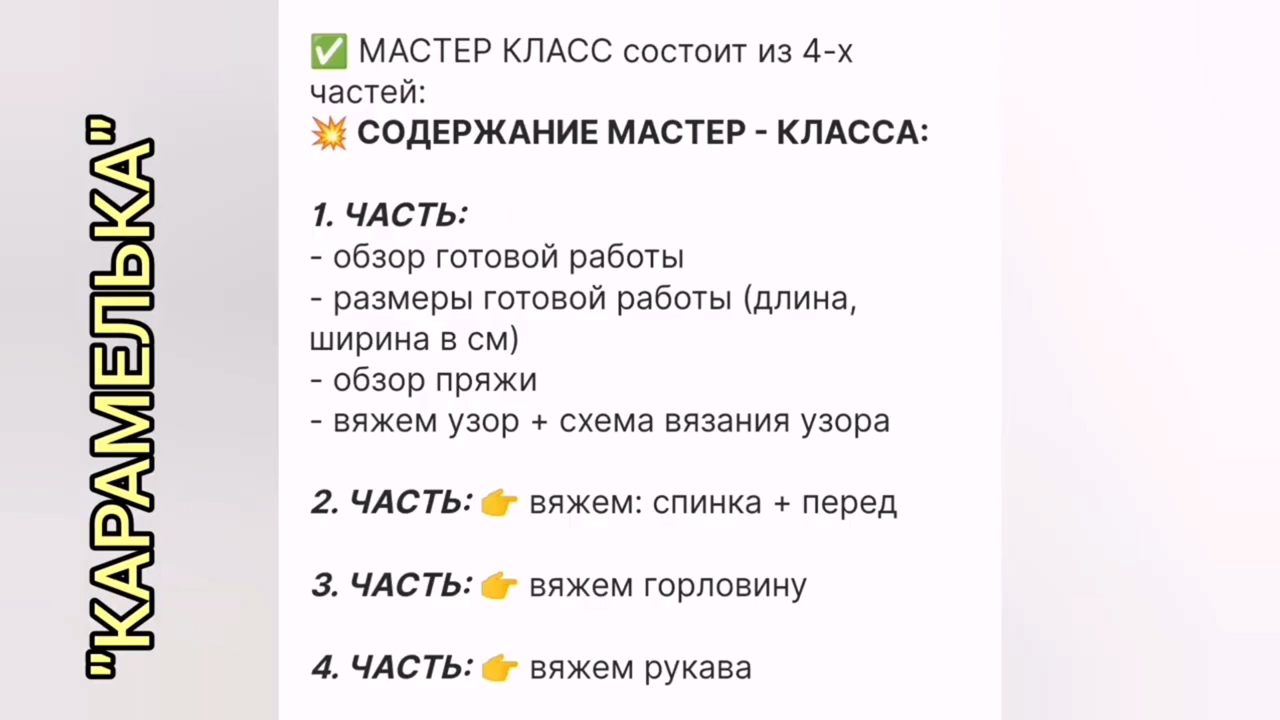 "КАРАМЕЛЬКА"
✅ МАСТЕР КЛАСС состоит из 4-х
частей:
💥 СОДЕРЖАНИЕ МАСТЕР - КЛАССА:
1. ЧАСТЬ:
- обзор готовой работы
- размеры готовой работы (длина,
ширина в см)
- обзор пряжи
- вяжем узор + схема вязания узора
2. ЧАСТЬ: 👉 вяжем: спинка + перед
3. ЧАСТЬ: 👉 вяжем горловину
4. ЧАСТЬ: 👉 вяжем рукава